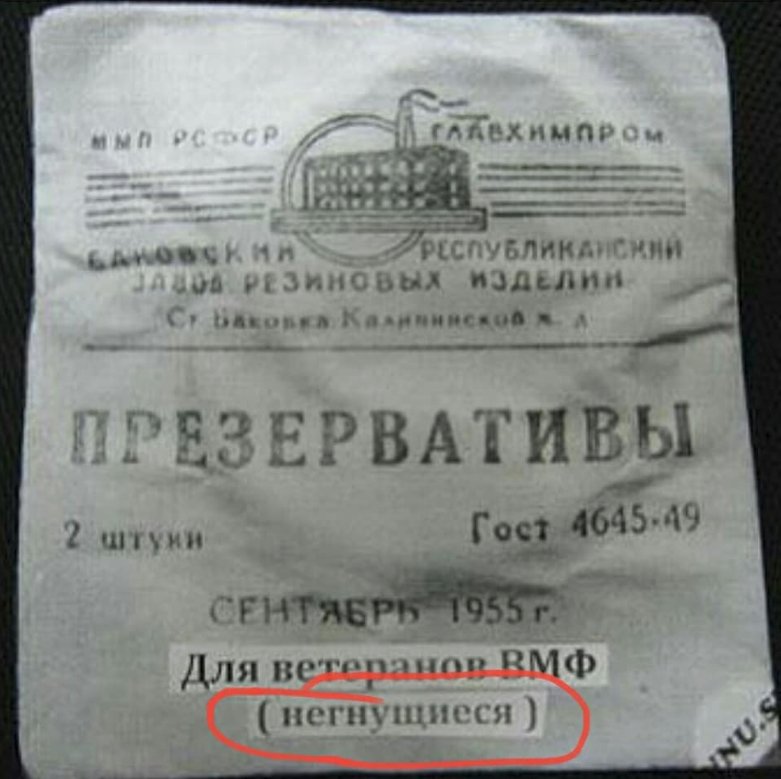 ММП РСФСР ГЛАВХИМПРОМ
БАКОВСКИЙ РЕСПУБЛИКАНСКИЙ
ЗАВОД РЕЗИНОВЫХ ИЗДЕЛИЙ
Ст Баковка Калининской ж. д
ПРЕЗЕРВАТИВЫ
2 штуки Гост 4645-49
СЕНТЯБРЬ 1955 г.
Для ветеранов ВМФ
( негнущиеся )